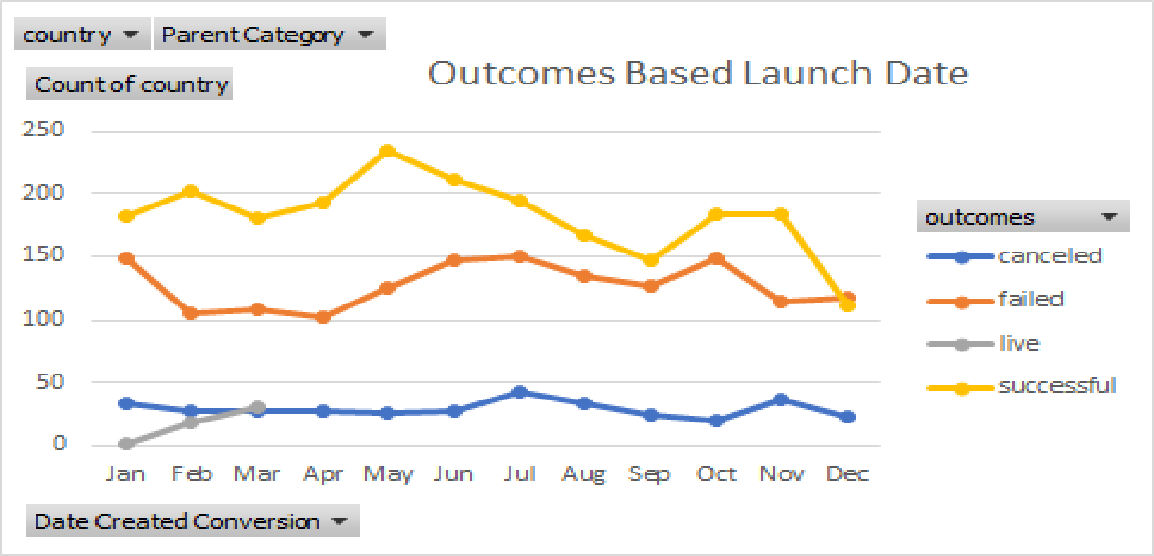 country Parent Category
Count of country
Outcomes Based Launch Date
250
200
150
100
50
0
Jan Feb Mar Apr May Jun Jul Aug Sep Oct Nov Dec
outcomes
canceled
failed
live
successful
Date Created Conversion